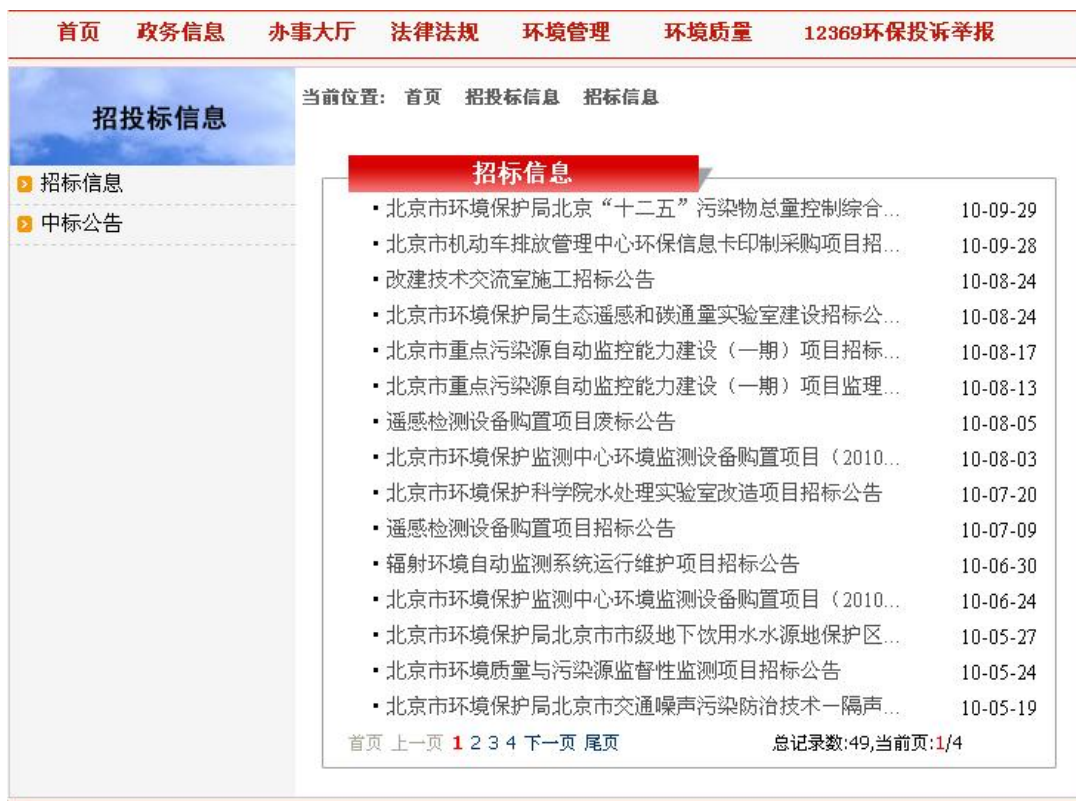 首页 政务信息 办事大厅 法律法规 环境管理 环境质量 12369环保投诉举报
招投标信息
招标信息
中标公告
当前位置: 首页 招投标信息 招标信息
招标信息
北京市环境保护局北京“十二五”污染物总量控制综合... 10-09-29
北京市机动车排放管理中心环保信息卡印制采购项目招... 10-09-28
改建技术交流室施工招标公告 10-08-24
北京市环境保护局生态遥感和碳通量实验室建设招标公... 10-08-24
北京市重点污染源自动监控能力建设（一期）项目招标... 10-08-17
北京市重点污染源自动监控能力建设（一期）项目监理... 10-08-13
遥感检测设备购置项目废标公告 10-08-05
北京市环境保护监测中心环境监测设备购置项目（2010... 10-08-03
北京市环境保护科学院水处理实验室改造项目招标公告 10-07-20
遥感检测设备购置项目招标公告 10-07-09
辐射环境自动监测系统运行维护项目招标公告 10-06-30
北京市环境保护监测中心环境监测设备购置项目（2010... 10-06-24
北京市环境保护局北京市市级地下饮用水水源地保护区... 10-05-27
北京市环境质量与污染源监督性监测项目招标公告 10-05-24
北京市环境保护局北京市交通噪声污染防治技术－隔声... 10-05-19
首页 上一页 1 2 3 4 下一页 尾页 总记录数:49,当前页:1/4